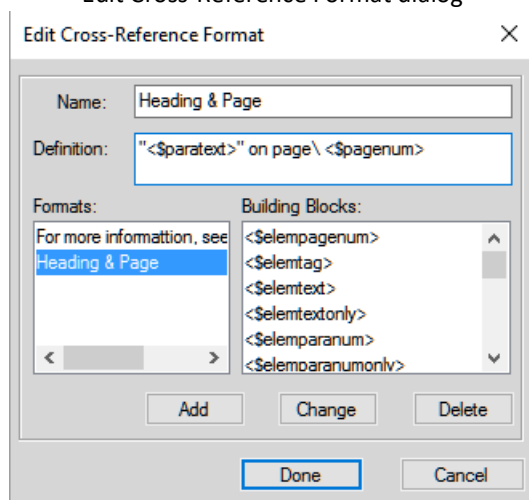 Edit Cross-Reference Format dialog
Edit Cross-Reference Format
Name: Heading & Page
Definition: "<$paratext>" on page\ <$pagenum>
Formats: Building Blocks:
For more informattion, see <$elempagenum>
Heading & Page <$elemtag>
<$elemtext>
<$elemtextonly>
<$elemparanum>
<$elemparanumonly>
Add Change Delete
Done Cancel